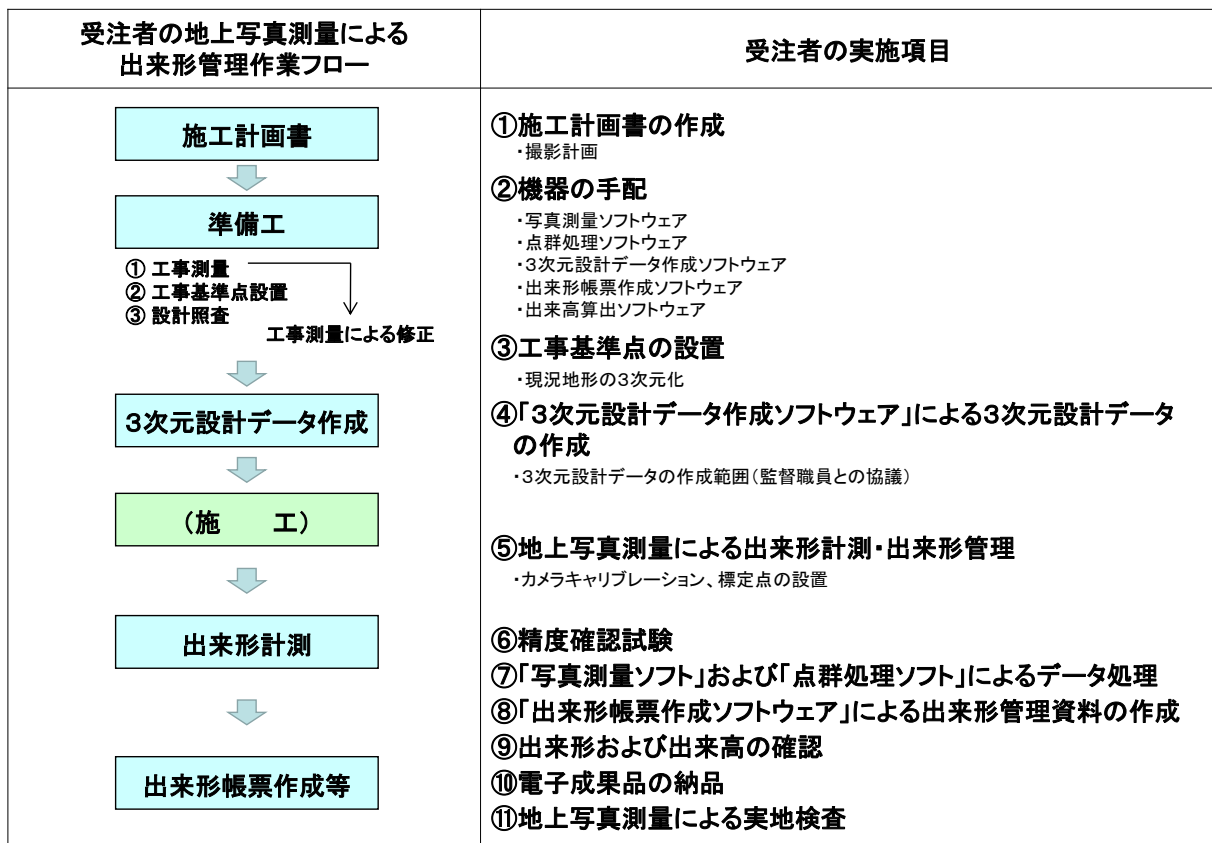 受注者の地上写真測量による
出来形管理作業フロー
受注者の実施項目
施工計画書
準備工
① 工事測量
② 工事基準点設置
③ 設計照査
工事測量による修正
3次元設計データ作成
（施　　工）
出来形計測
出来形帳票作成等
①施工計画書の作成
・撮影計画
②機器の手配
・写真測量ソフトウェア
・点群処理ソフトウェア
・3次元設計データ作成ソフトウェア
・出来形帳票作成ソフトウェア
・出来高算出ソフトウェア
③工事基準点の設置
・現況地形の3次元化
④「3次元設計データ作成ソフトウェア」による3次元設計データ
の作成
・3次元設計データの作成範囲（監督職員との協議）
⑤地上写真測量による出来形計測・出来形管理
・カメラキャリブレーション、標定点の設置
⑥精度確認試験
⑦「写真測量ソフト」および「点群処理ソフト」によるデータ処理
⑧「出来形帳票作成ソフトウェア」による出来形管理資料の作成
⑨出来形および出来高の確認
⑩電子成果品の納品
⑪地上写真測量による実地検査